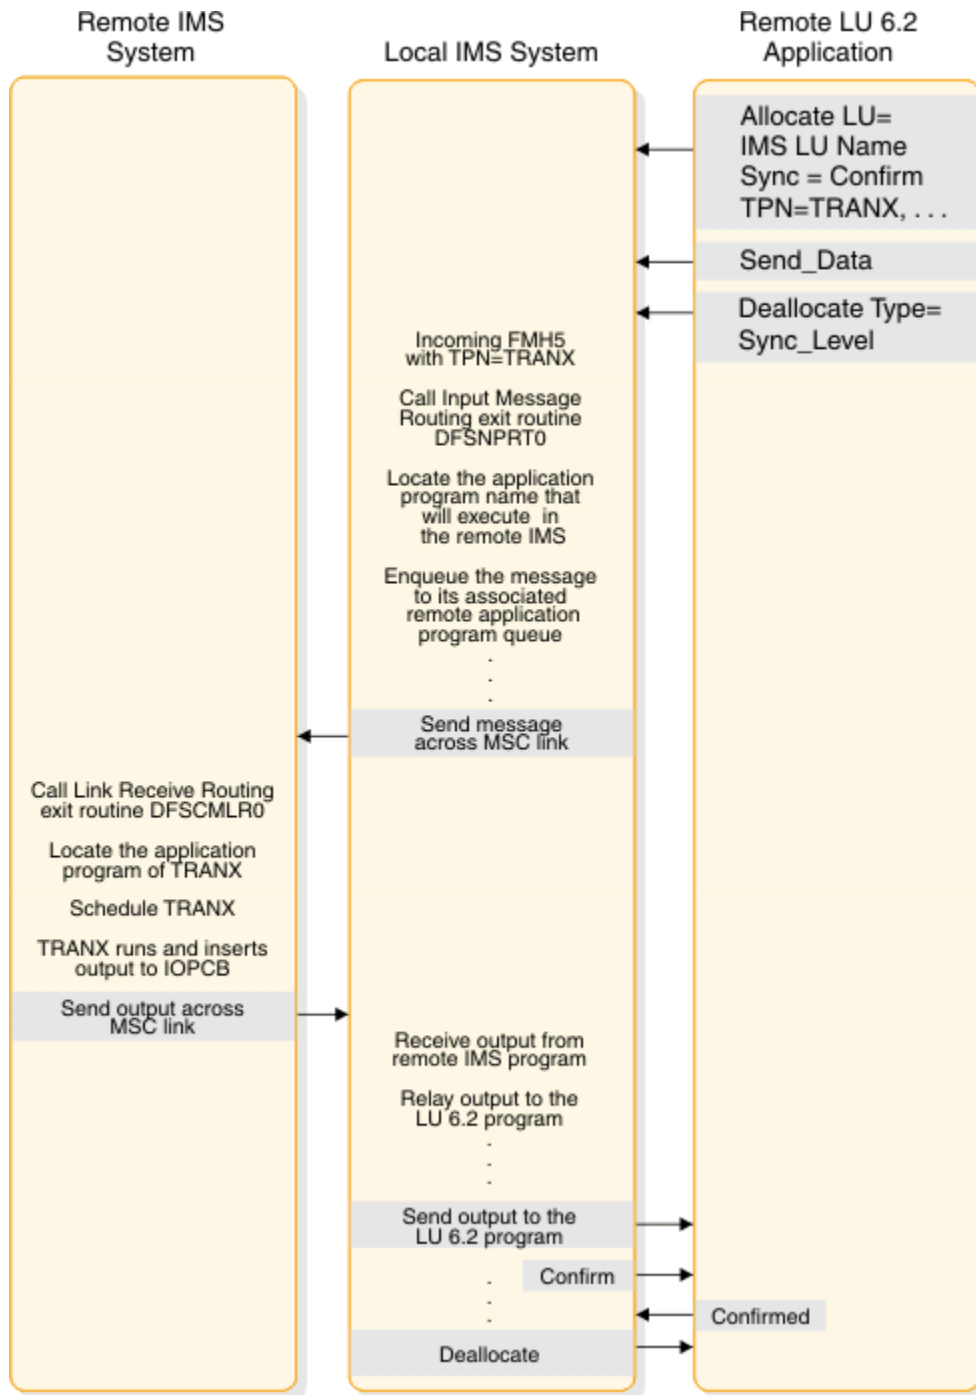 Remote IMS
System
Local IMS System
Remote LU 6.2
Application
Allocate LU=
IMS LU Name
Sync = Confirm
TPN=TRANX, . . .
Send_Data
Deallocate Type=
Sync_Level
Incoming FMH5
with TPN=TRANX
Call Input Message
Routing exit routine
DFSNPRT0
Locate the application
program name that
will execute in
the remote IMS
Enqueue the message
to its associated
remote application
program queue
.
.
.
Send message
across MSC link
Call Link Receive Routing
exit routine DFSCMLR0
Locate the application
program of TRANX
Schedule TRANX
TRANX runs and inserts
output to IOPCB
Send output across
MSC link
Receive output from
remote IMS program
Relay output to the
LU 6.2 program
.
.
.
Send output to the
LU 6.2 program
Confirm
.
.
.
Confirmed
Deallocate